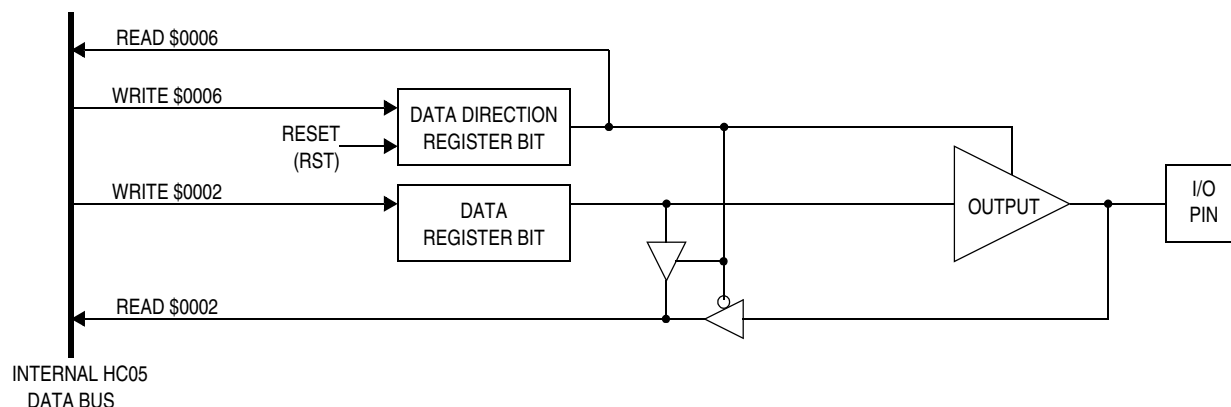 READ $0006
WRITE $0006
DATA DIRECTION
REGISTER BIT
RESET
(RST)
WRITE $0002
DATA
REGISTER BIT
OUTPUT
I/O
PIN
READ $0002
INTERNAL HC05
DATA BUS